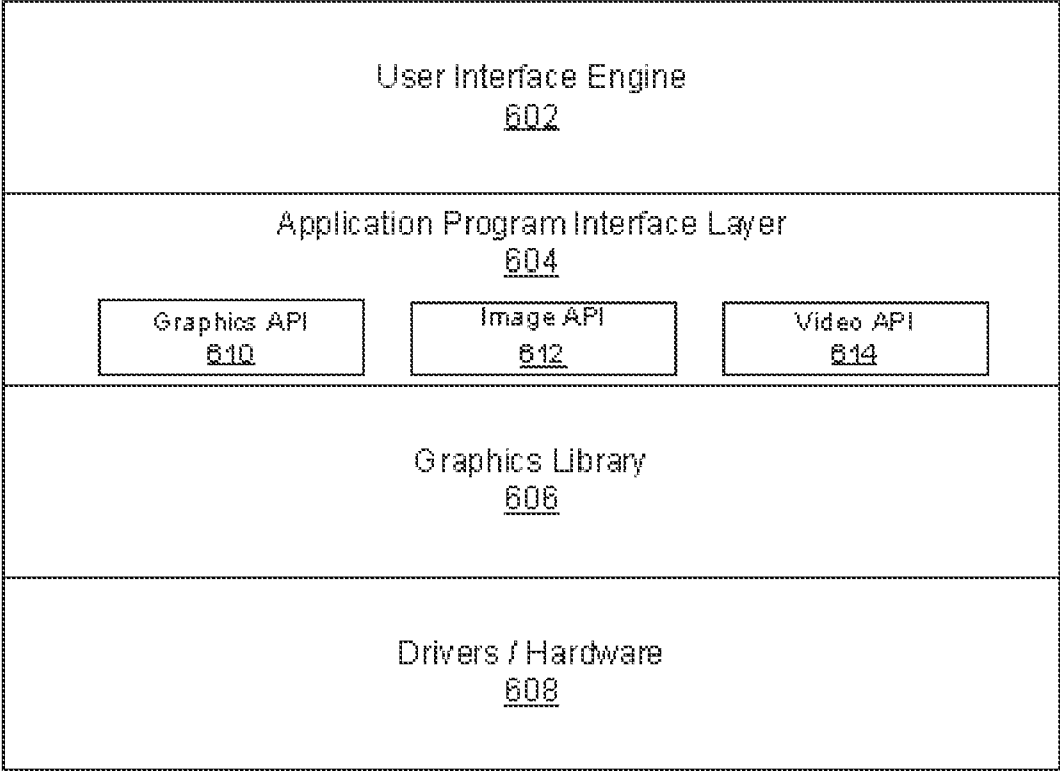 User Interface Engine
602
Application Program Interface Layer
604
Graphics API
610
Image API
612
Video API
614
Graphics Library
606
Drivers / Hardware
608